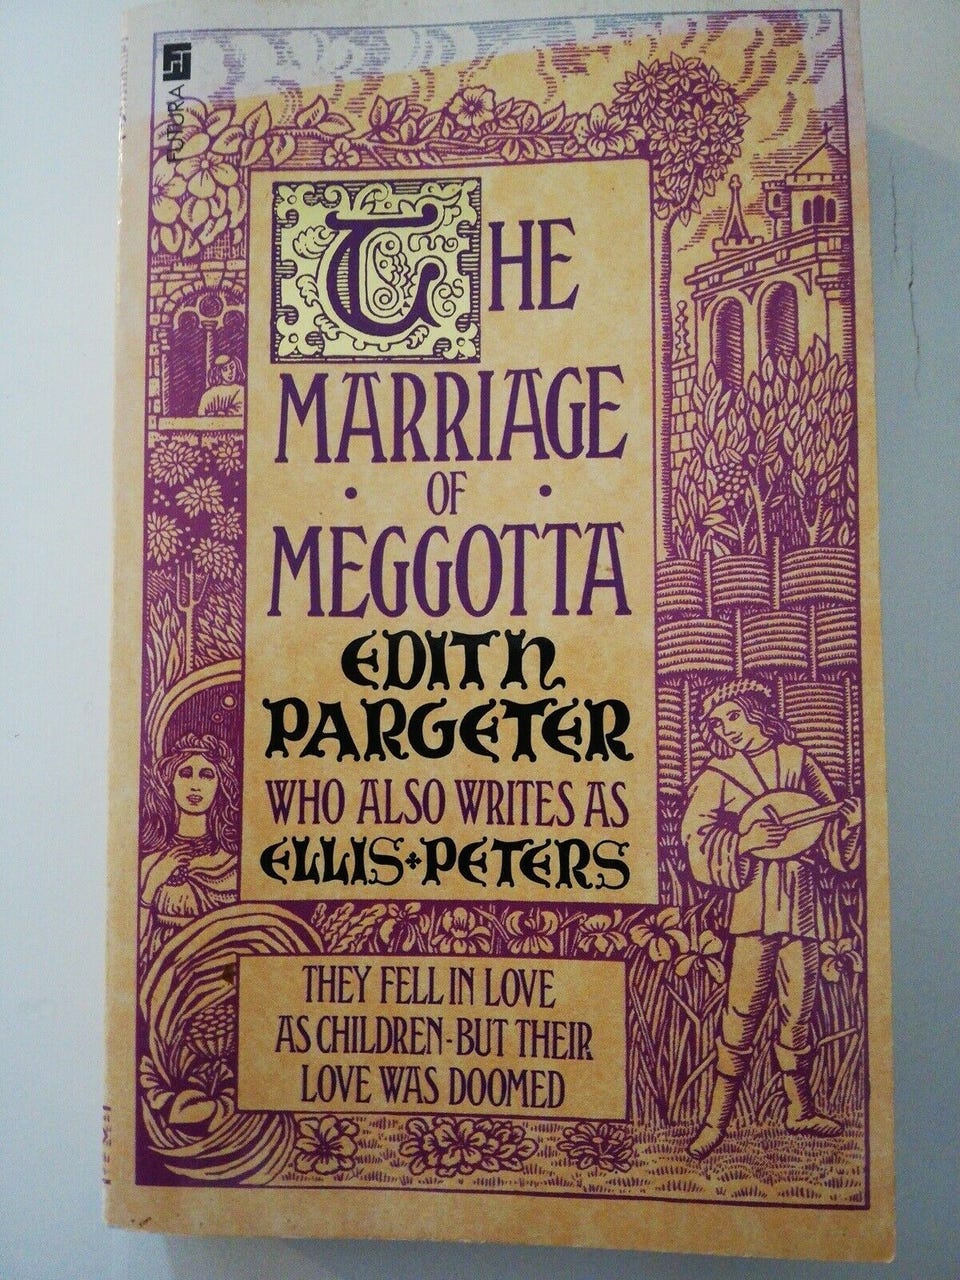 FUTURA
THE
MARRIAGE
• OF •
MEGGOTTA
EDITH
PARGETER
WHO ALSO WRITES AS
ELLIS PETERS
THEY FELL IN LOVE
AS CHILDREN-BUT THEIR
LOVE WAS DOOMED